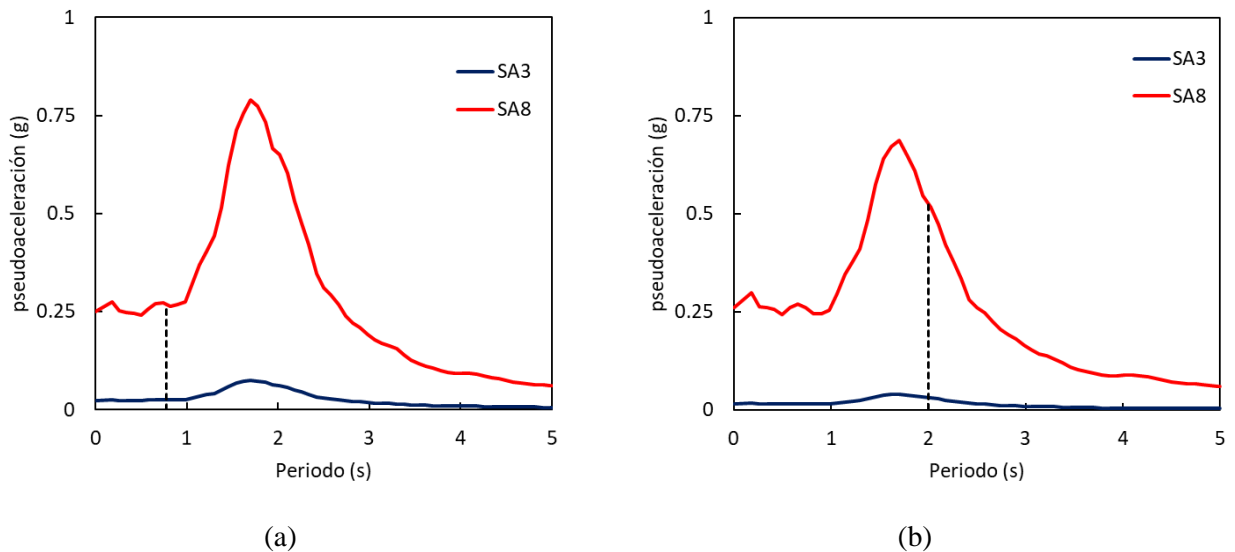 1
0.75
0.5
0.25
0
pseudoaceleración (g)
0 1 2 3 4 5
Periodo (s)
SA3
SA8
(a)
1
0.75
0.5
0.25
0
pseudoaceleración (g)
0 1 2 3 4 5
Periodo (s)
SA3
SA8
(b)